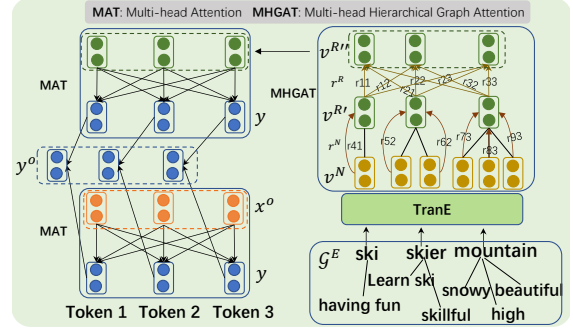 MAT: Multi-head Attention MHGAT: Multi-head Hierarchical Graph Attention
MAT
y
y^o
x^o
MAT
y
Token 1 Token 2 Token 3
MHGAT
v^{R''}
r^R r11 r12 r21 r22 r23 r32 r33
v^{R'}
r^N r41 r52 r62 r73 r83 r93
v^N
TranE
G^E ski skier mountain
Learn ski
snowy beautiful
having fun
skillful high